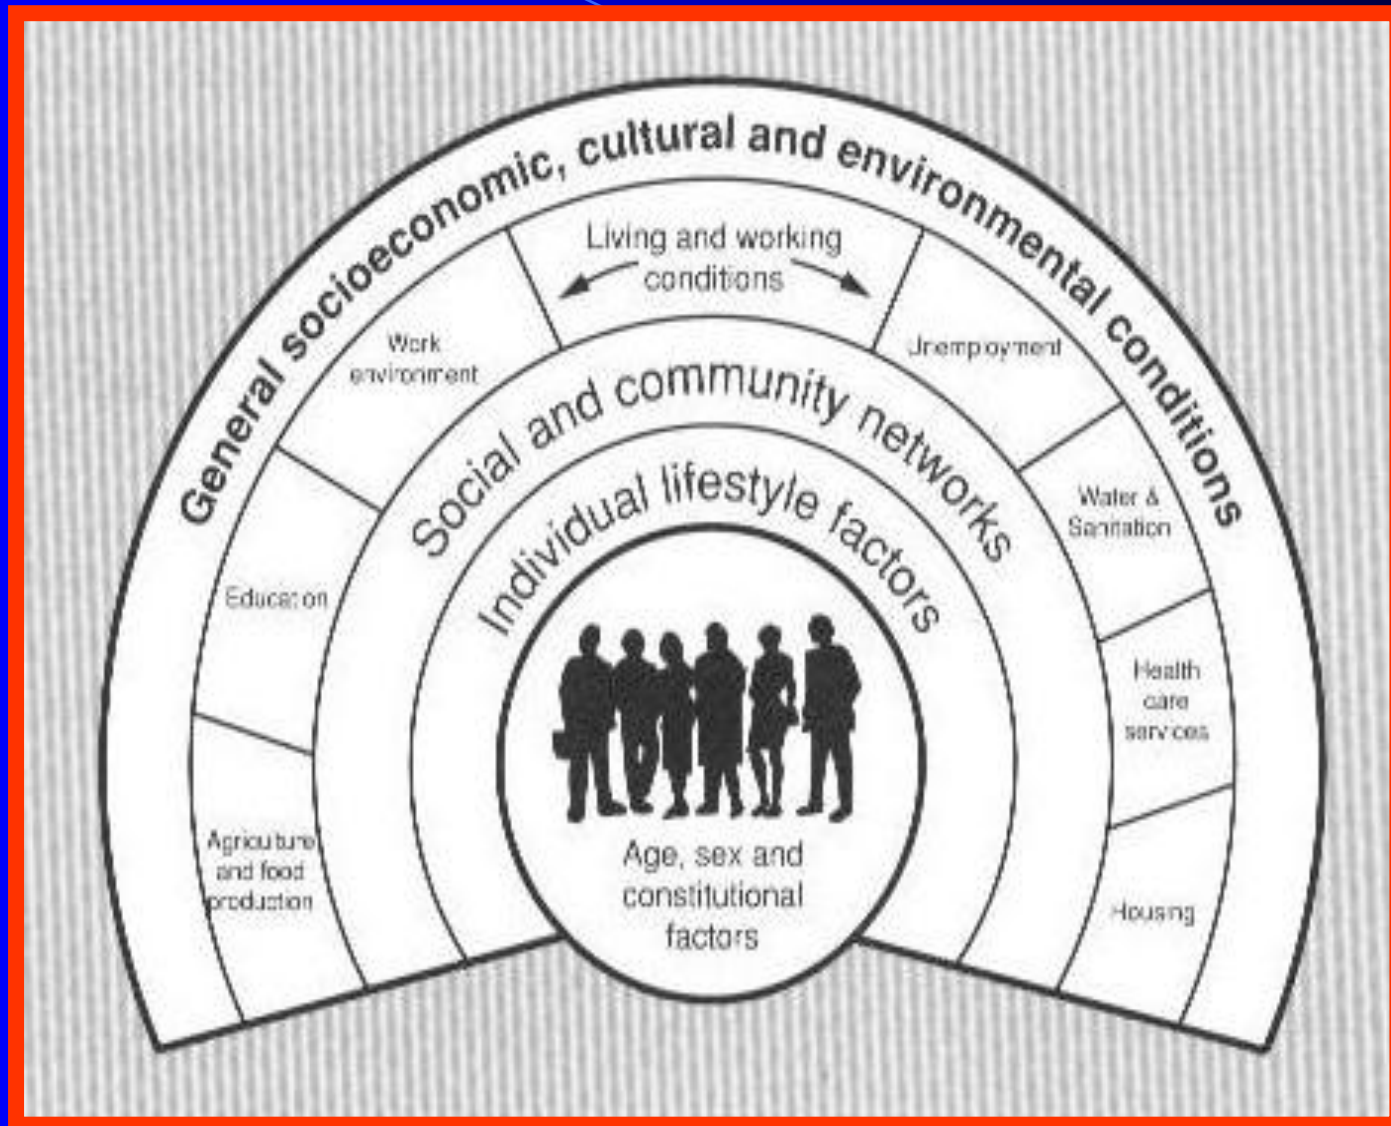 General socioeconomic, cultural and environmental conditions
Living and working
conditions
Work
environment
Unemployment
Social and community networks
Individual lifestyle factors
Water &
Sanitation
Education
Health
care
services
Agriculture
and food
production
Housing
Age, sex and
constitutional
factors